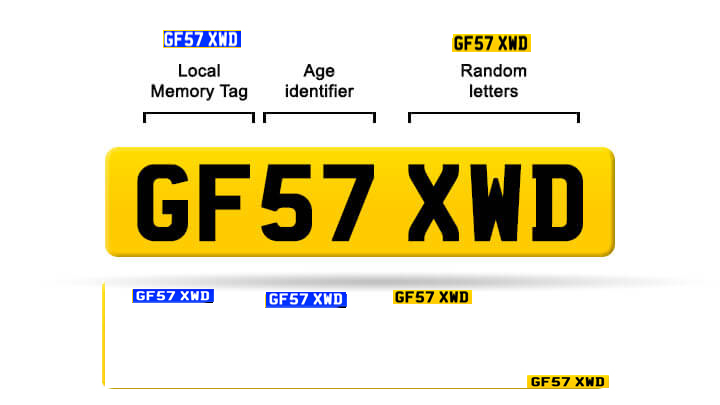 GF57 XWD
GF57 XWD
Local
Memory Tag
Age
identifier
Random
letters
GF57 XWD
GF57 XWD
GF57 XWD
GF57 XWD
GF57 XWD